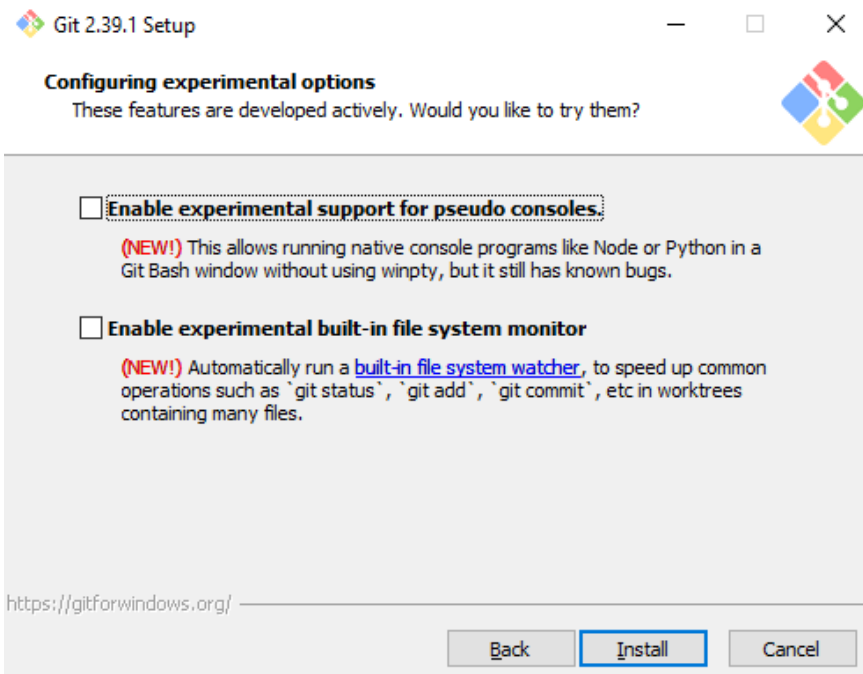 Git 2.39.1 Setup
Configuring experimental options
These features are developed actively. Would you like to try them?
Enable experimental support for pseudo consoles.
(NEW!) This allows running native console programs like Node or Python in a
Git Bash window without using winpty, but it still has known bugs.
Enable experimental built-in file system monitor
(NEW!) Automatically run a built-in file system watcher, to speed up common
operations such as `git status`, `git add`, `git commit`, etc in worktrees
containing many files.
https://gitforwindows.org/
Back Install Cancel